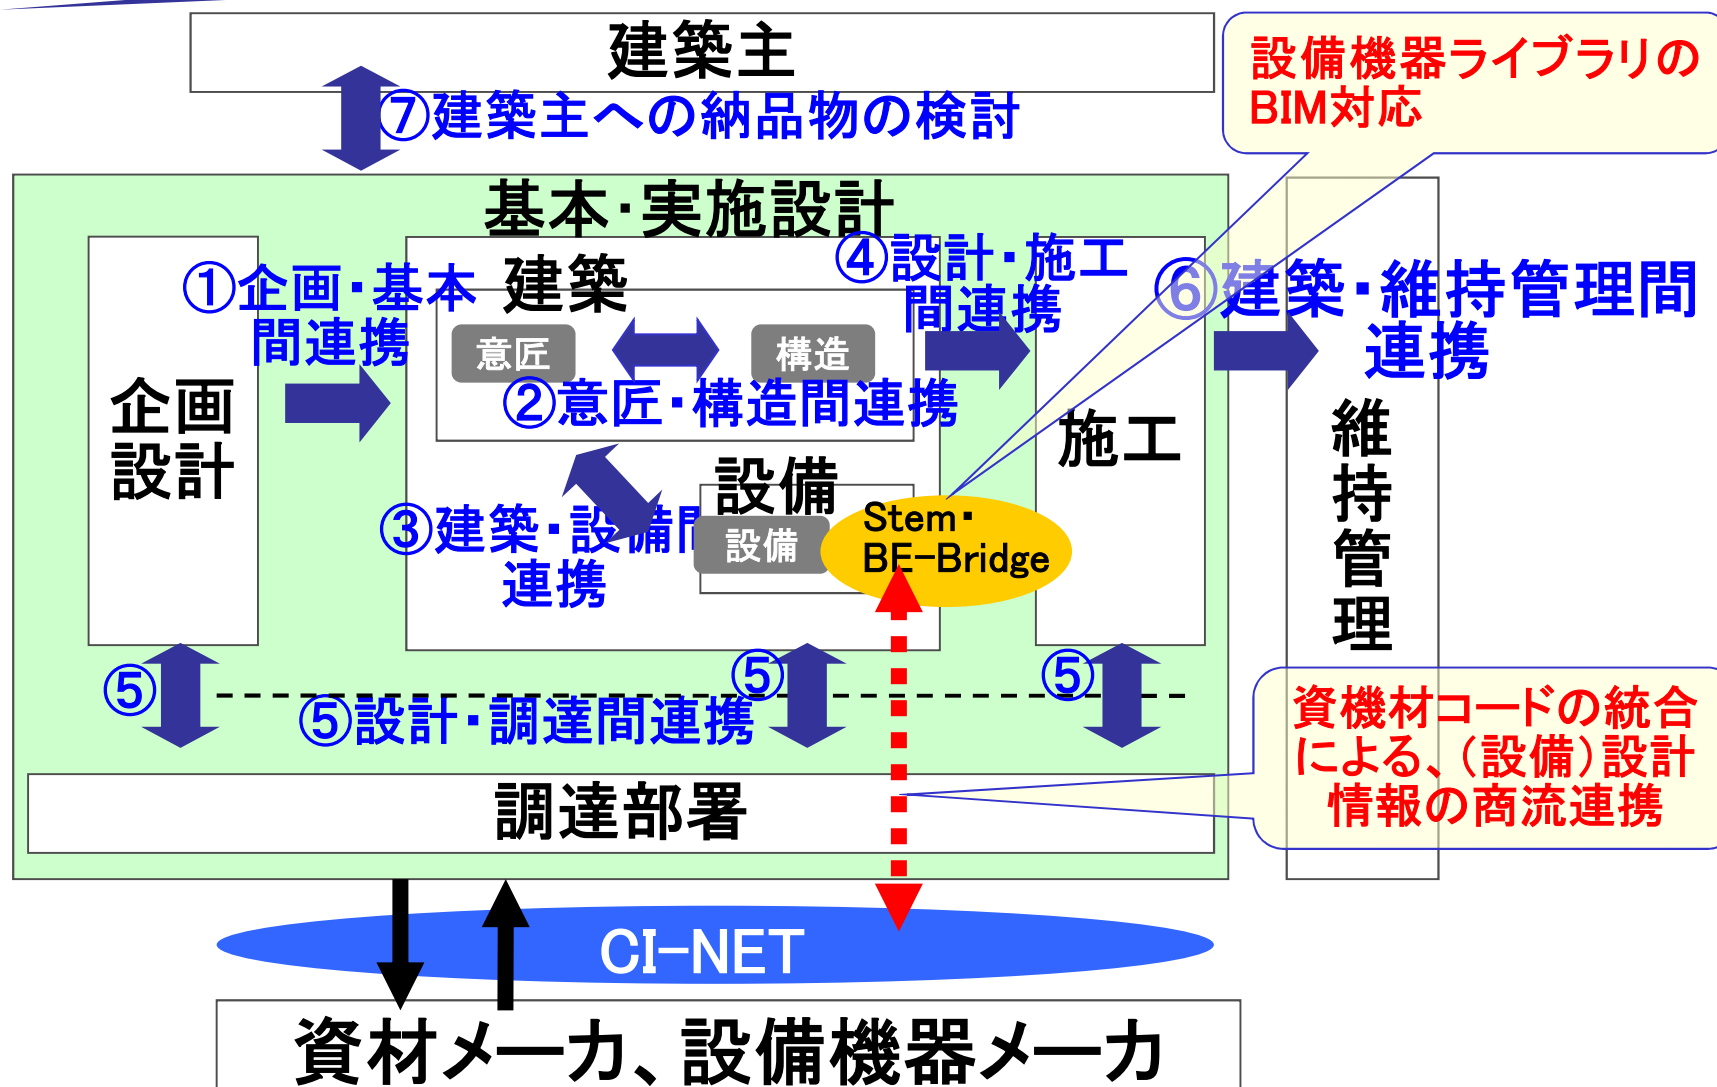 建築主
⑦建築主への納品物の検討
設備機器ライブラリの
BIM対応
基本・実施設計
①企画・基本
間連携
建築
④設計・施工
間連携
⑥建築・維持管理間
連携
意匠
構造
②意匠・構造間連携
企画
設計
施工
維持管理
設備
③建築・設備間
連携
設備
Stem・
BE-Bridge
⑤
⑤
⑤
⑤設計・調達間連携
資機材コードの統合
による、（設備）設計
情報の商流連携
調達部署
CI-NET
資材メーカ、設備機器メーカ